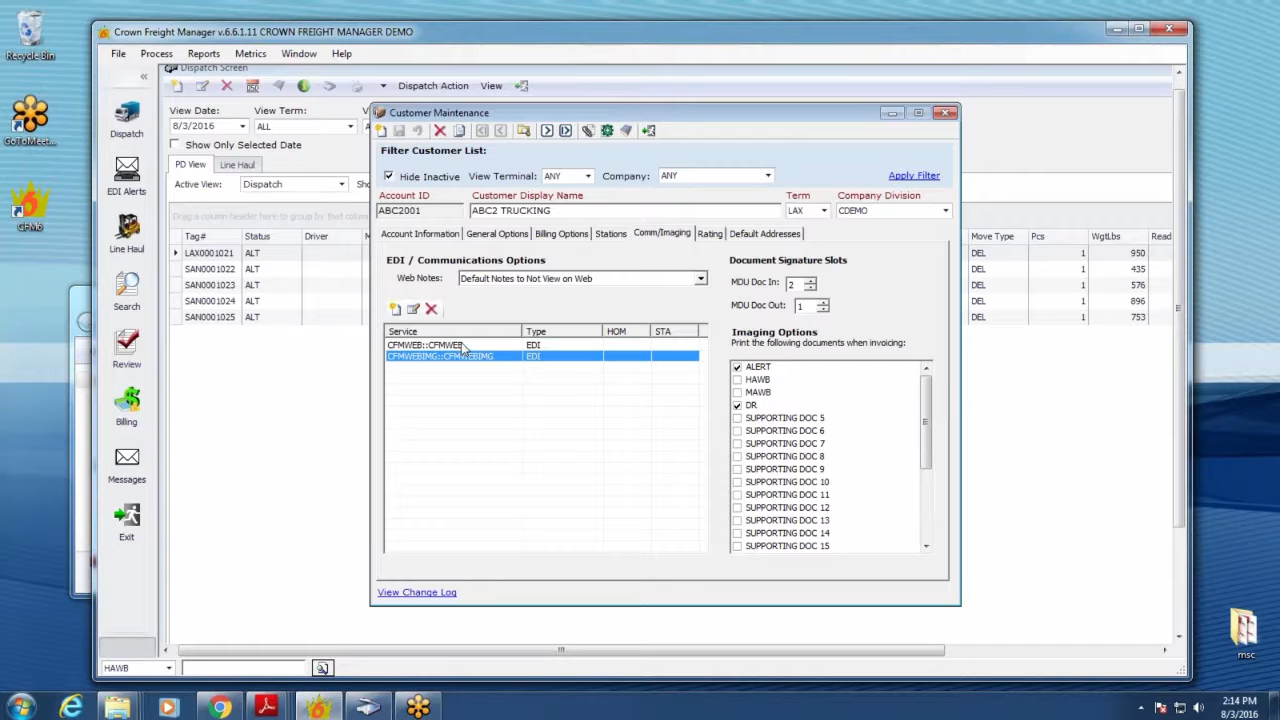 Crown Freight Manager v.6.6.1.11 CROWN FREIGHT MANAGER DEMO
File Process Reports Metrics Window Help
Dispatch Screen
Dispatch Action View
View Date: View Term:
8/3/2016 ALL
Show Only Selected Date
PD View Line Haul
Active View: Dispatch
Drag a column header here to group by that colum
Tag# Status Driver
LAX0001021 ALT
SAN0001022 ALT
SAN0001023 ALT
SAN0001024 ALT
SAN0001025 ALT
Move Type Pcs WgtLbs Read
DEL 1 950
DEL 1 435
DEL 1 576
DEL 1 896
DEL 1 753
Customer Maintenance
Filter Customer List:
Hide Inactive View Terminal: ANY Company: ANY Apply Filter
Account ID Customer Display Name Term Company Division
ABC2001 ABC2 TRUCKING LAX CDEMO
Account Information General Options Billing Options Stations Comm/Imaging Rating Default Addresses
EDI / Communications Options
Web Notes: Default Notes to Not View on Web
Service Type HOM STA
CFMWEB::CFMWEB EDI
CFMWEBIMG::CFMWEBIMG EDI
Document Signature Slots
MDU Doc In: 2
MDU Doc Out: 1
Imaging Options
Print the following documents when invoicing:
ALERT
HAWB
MAWB
DR
SUPPORTING DOC 5
SUPPORTING DOC 6
SUPPORTING DOC 7
SUPPORTING DOC 8
SUPPORTING DOC 9
SUPPORTING DOC 10
SUPPORTING DOC 11
SUPPORTING DOC 12
SUPPORTING DOC 13
SUPPORTING DOC 14
SUPPORTING DOC 15
View Change Log
Dispatch
EDI Alerts
Line Haul
Search
Review
Billing
Messages
Exit
HAWB
Recycle Bin
GoToMeet...
CFM6
msc
2:14 PM
8/3/2016